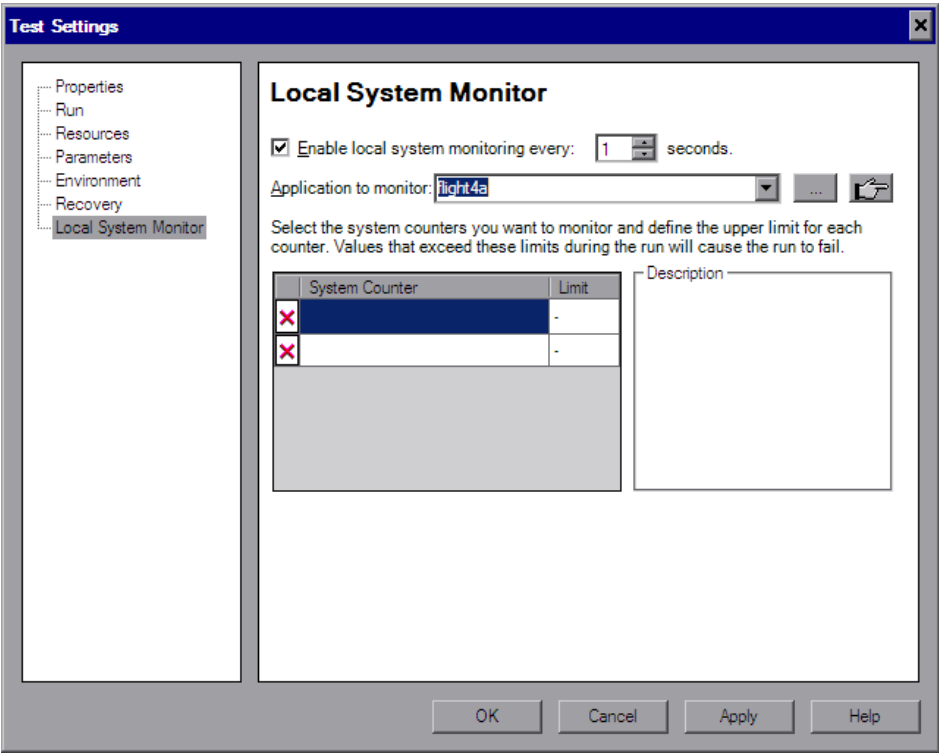 Test Settings
Properties
Run
Resources
Parameters
Environment
Recovery
Local System Monitor
Local System Monitor
Enable local system monitoring every: 1 seconds.
Application to monitor: flight4a ...
Select the system counters you want to monitor and define the upper limit for each
counter. Values that exceed these limits during the run will cause the run to fail.
System Counter Limit
-
-
Description
OK Cancel Apply Help